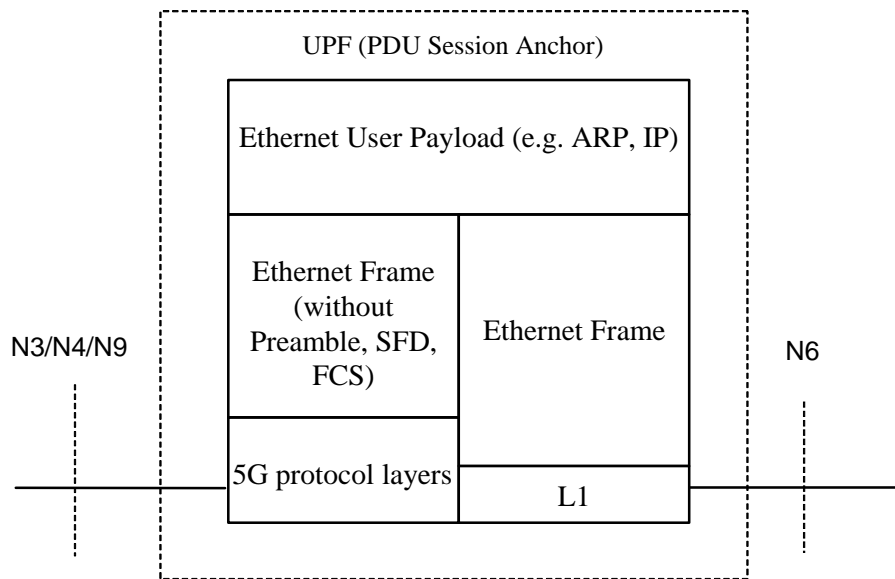 UPF (PDU Session Anchor)
Ethernet User Payload (e.g. ARP, IP)
Ethernet Frame
(without
Preamble, SFD,
FCS)
Ethernet Frame
N3/N4/N9
N6
5G protocol layers
L1